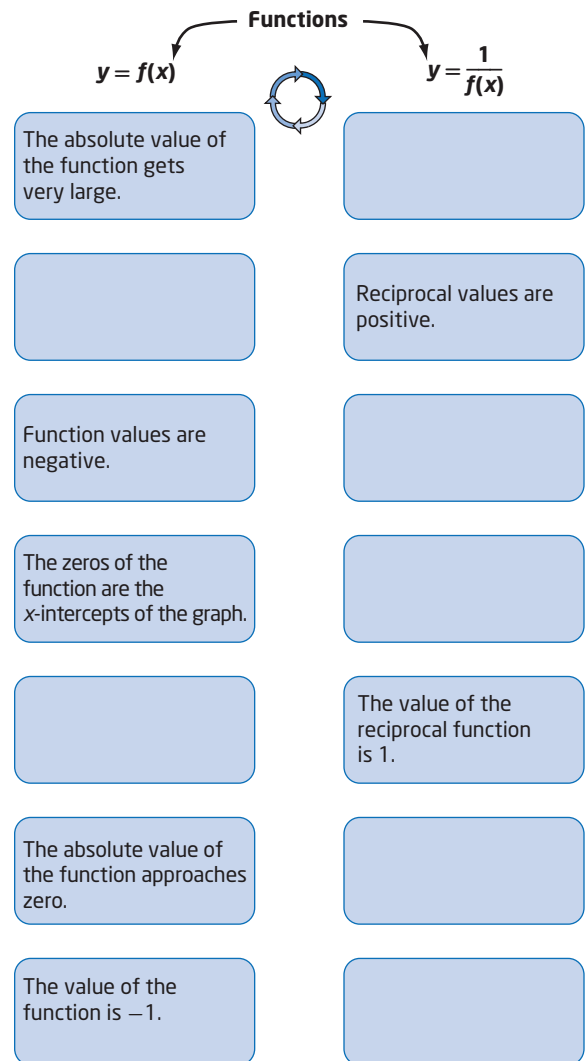 Functions
y = f(x)
y = 1/f(x)
The absolute value of
the function gets
very large.
Reciprocal values are
positive.
Function values are
negative.
The zeros of the
function are the
x-intercepts of the graph.
The value of the
reciprocal function
is 1.
The absolute value of
the function approaches
zero.
The value of the
function is −1.